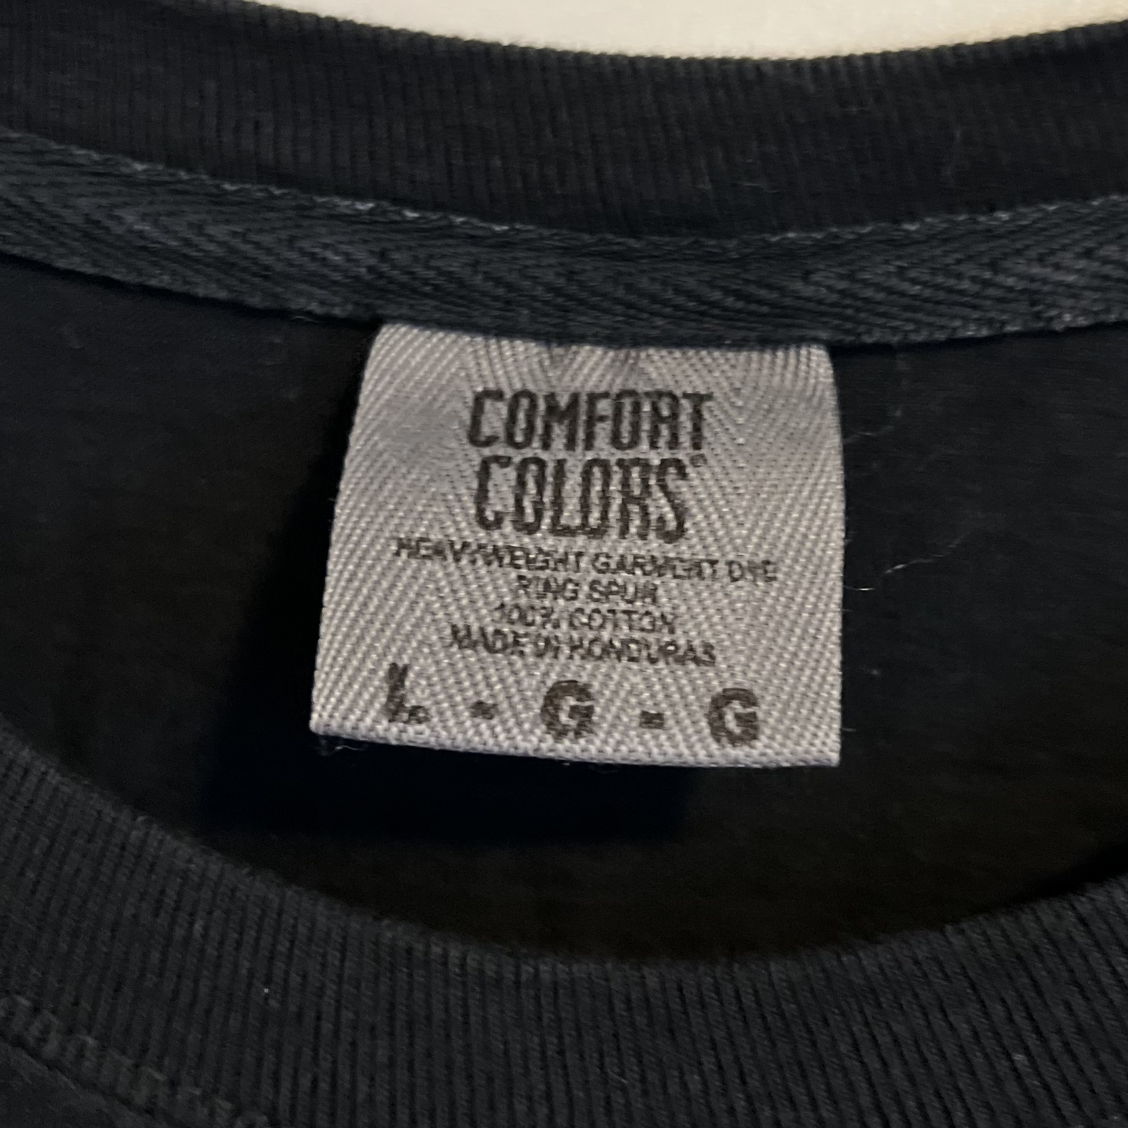 COMFORT
COLORS®
HEAVYWEIGHT GARMENT DYE
RING SPUN
100% COTTON
MADE IN HONDURAS
L - G - G